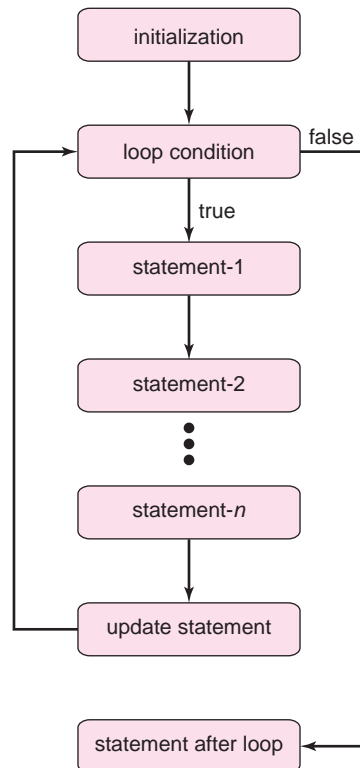 initialization
loop condition
false
true
statement-1
statement-2
statement-n
update statement
statement after loop